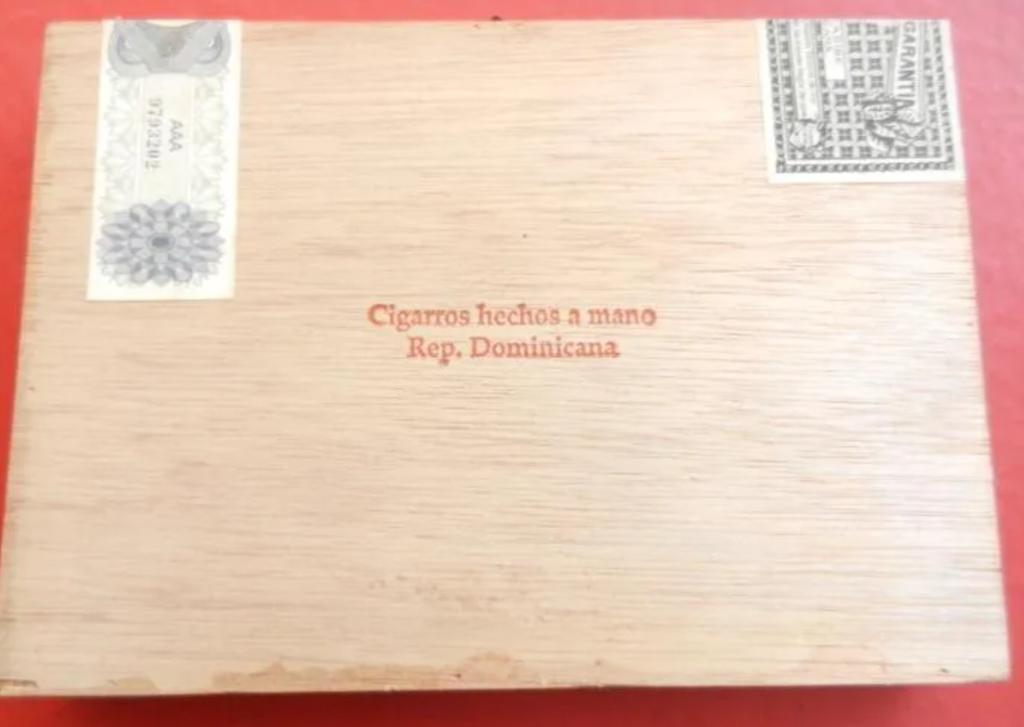 AAA
9793202
GARANTIA
Cigarros hechos a mano
Rep. Dominicana